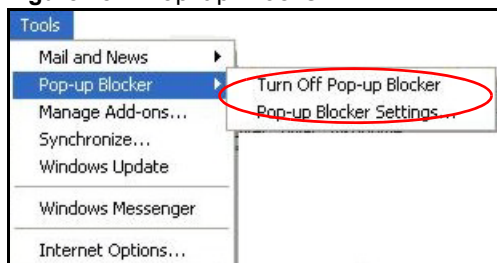 Tools
Mail and News
Pop-up Blocker
Manage Add-ons...
Synchronize...
Windows Update
Windows Messenger
Internet Options...
Turn Off Pop-up Blocker
Pop-up Blocker Settings...